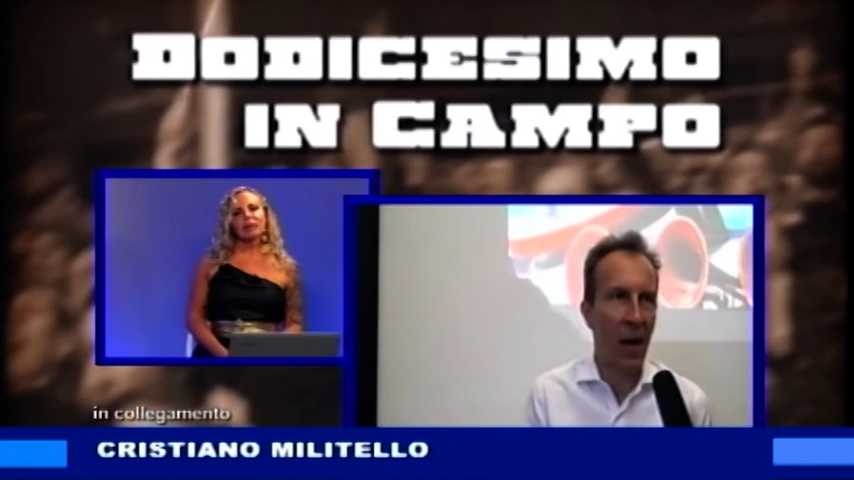 DODICESIMO
IN CAMPO
in collegamento
CRISTIANO MILITELLO